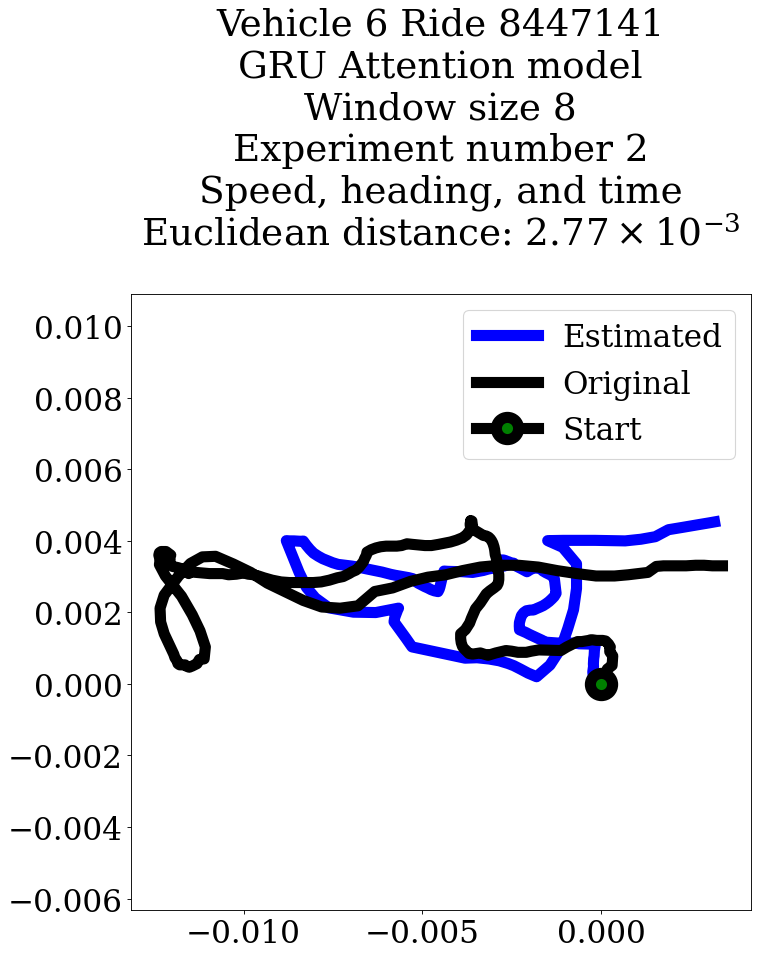 Vehicle 6 Ride 8447141
GRU Attention model
Window size 8
Experiment number 2
Speed, heading, and time
Euclidean distance: 2.77 × 10⁻³
Estimated
Original
Start
0.010
0.008
0.006
0.004
0.002
0.000
−0.002
−0.004
−0.006
−0.010 −0.005 0.000